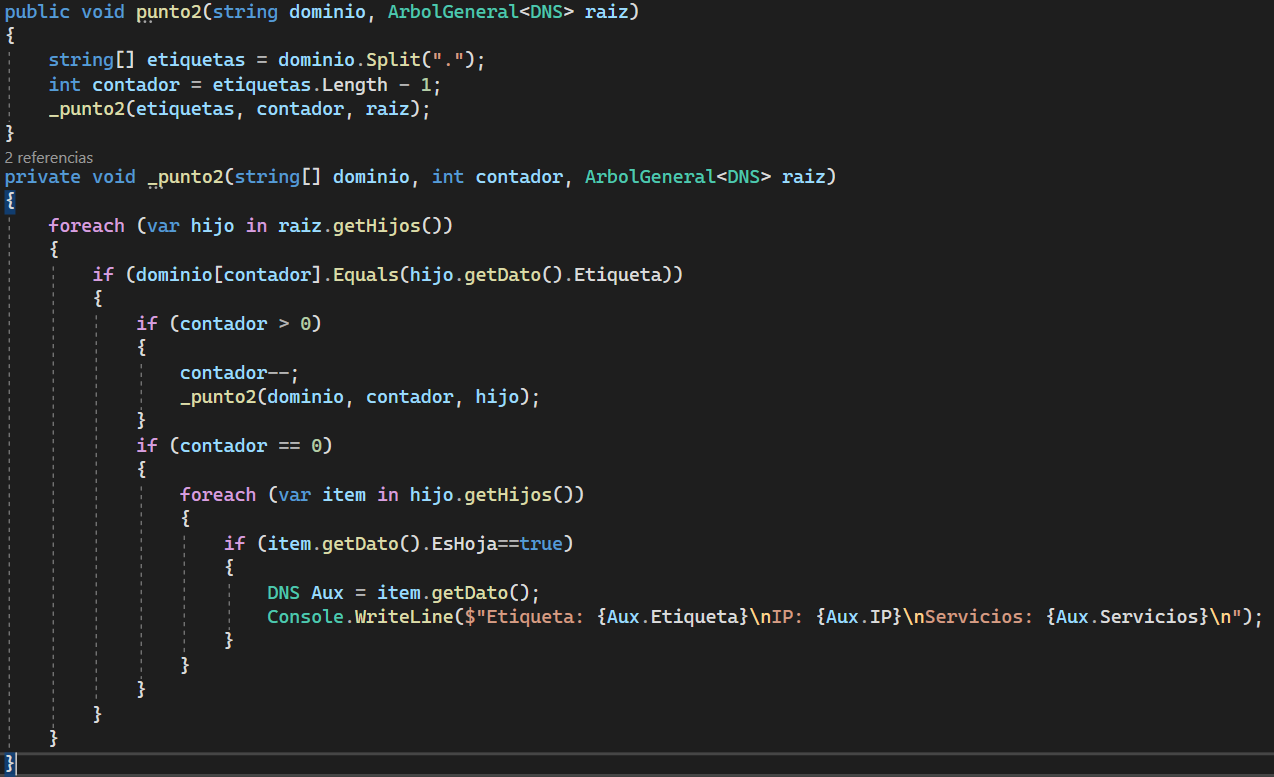 public void punto2(string dominio, ArbolGeneral<DNS> raiz)
{
    string[] etiquetas = dominio.Split(".");
    int contador = etiquetas.Length - 1;
    _punto2(etiquetas, contador, raiz);
}
2 referencias
private void _punto2(string[] dominio, int contador, ArbolGeneral<DNS> raiz)
{
    foreach (var hijo in raiz.getHijos())
    {
        if (dominio[contador].Equals(hijo.getDato().Etiqueta))
        {
            if (contador > 0)
            {
                contador--;
                _punto2(dominio, contador, hijo);
            }
            if (contador == 0)
            {
                foreach (var item in hijo.getHijos())
                {
                    if (item.getDato().EsHoja==true)
                    {
                        DNS Aux = item.getDato();
                        Console.WriteLine($"Etiqueta: {Aux.Etiqueta}\nIP: {Aux.IP}\nServicios: {Aux.Servicios}\n");
                    }
                }
            }
        }
    }
}